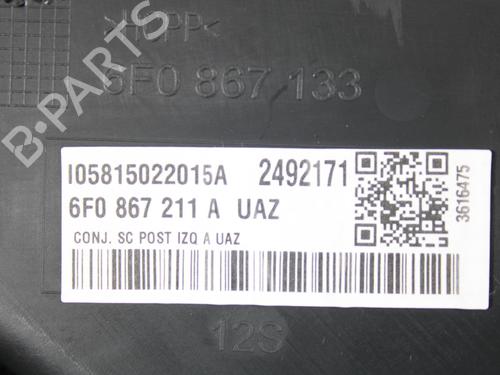 >H-PP<
6F0 867 133
B-PARTS
I05815022015A 2492171
6F0 867 211 A UAZ
CONJ. SC POST IZQ A UAZ
3616475
12S